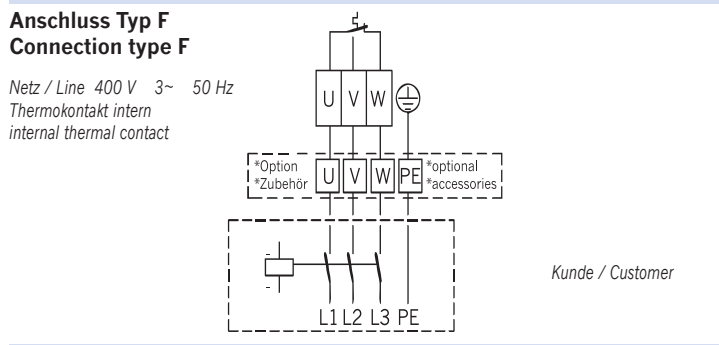 Anschluss Typ F
Connection type F
Netz / Line 400 V 3~ 50 Hz
Thermokontakt intern
internal thermal contact
U V W
*Option
*Zubehör
U V W PE
*optional
*accessories
Kunde / Customer
L1 L2 L3 PE